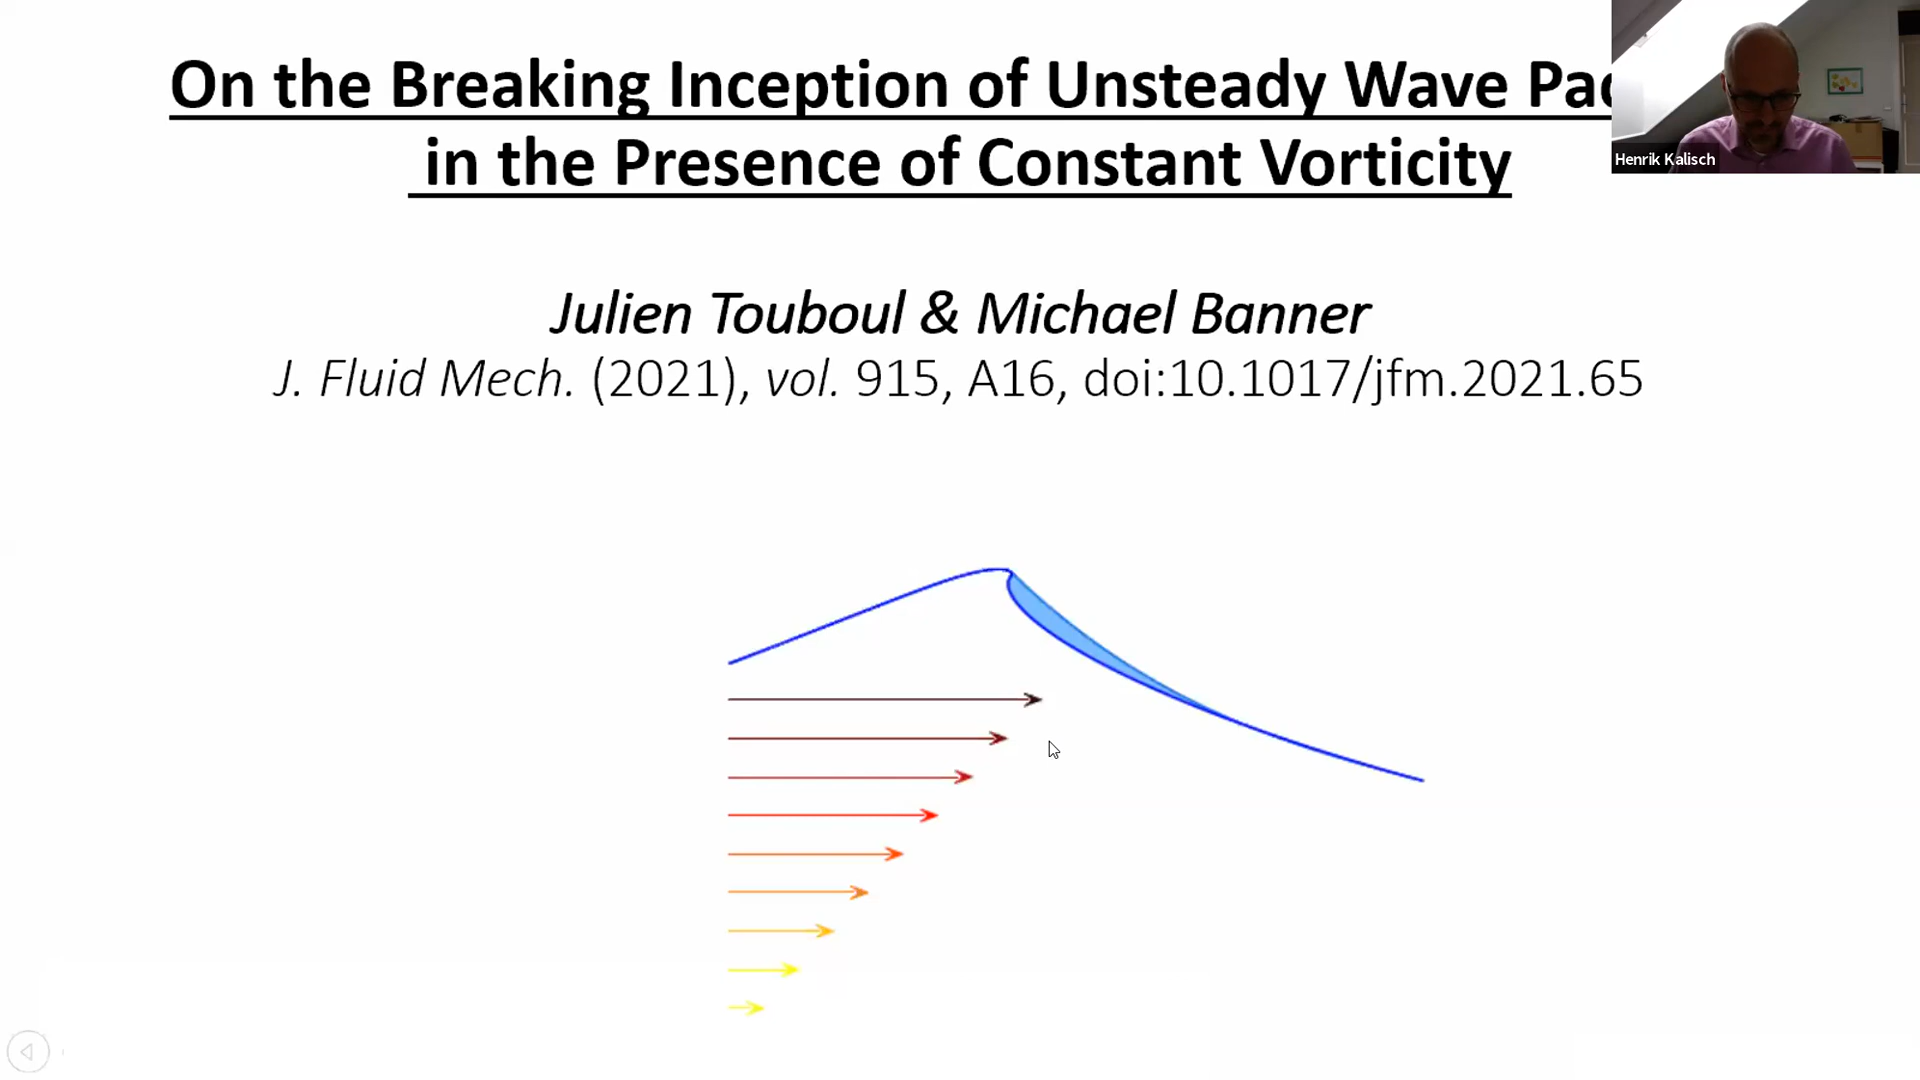 On the Breaking Inception of Unsteady Wave
in the Presence of Constant Vorticity
Henrik Kalisch
Julien Touboul & Michael Banner
J. Fluid Mech. (2021), vol. 915, A16, doi:10.1017/jfm.2021.65